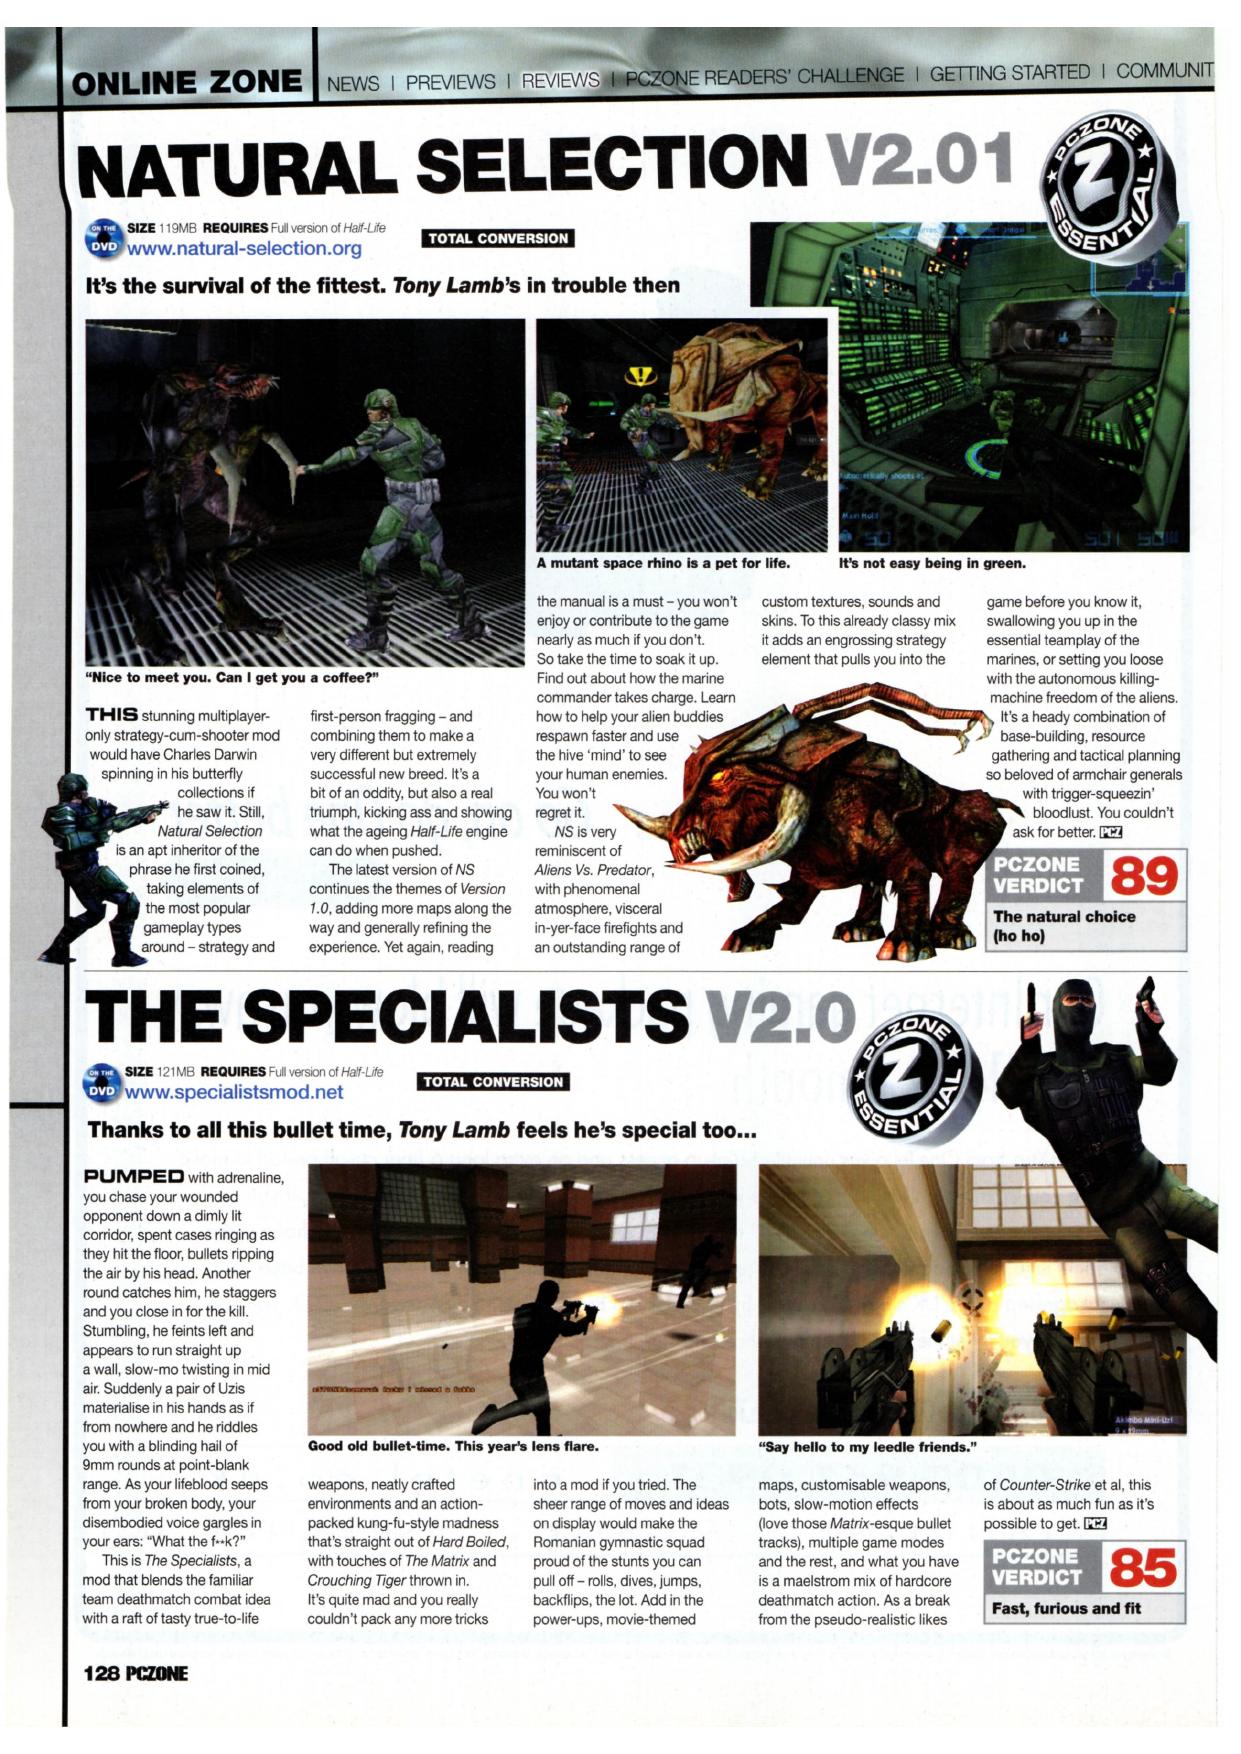 ONLINE ZONE
NEWS | PREVIEWS | REVIEWS | PCZONE READERS' CHALLENGE | GETTING STARTED | COMMUNIT
NATURAL SELECTION V2.01
PCZONE
Z
ESSENTIAL
ON THE
DVD
SIZE 119MB REQUIRES Full version of Half-Life
www.natural-selection.org
TOTAL CONVERSION
It's the survival of the fittest. Tony Lamb's in trouble then
"Nice to meet you. Can I get you a coffee?"
A mutant space rhino is a pet for life.
Automatically shoots at
Main Hold
It's not easy being in green.
THIS stunning multiplayer-
only strategy-cum-shooter mod
would have Charles Darwin
spinning in his butterfly
collections if
he saw it. Still,
Natural Selection
is an apt inheritor of the
phrase he first coined,
taking elements of
the most popular
gameplay types
around – strategy and
first-person fragging – and
combining them to make a
very different but extremely
successful new breed. It's a
bit of an oddity, but also a real
triumph, kicking ass and showing
what the ageing Half-Life engine
can do when pushed.
The latest version of NS
continues the themes of Version
1.0, adding more maps along the
way and generally refining the
experience. Yet again, reading
the manual is a must – you won't
enjoy or contribute to the game
nearly as much if you don't.
So take the time to soak it up.
Find out about how the marine
commander takes charge. Learn
how to help your alien buddies
respawn faster and use
the hive 'mind' to see
your human enemies.
You won't
regret it.
NS is very
reminiscent of
Aliens Vs. Predator,
with phenomenal
atmosphere, visceral
in-yer-face firefights and
an outstanding range of
custom textures, sounds and
skins. To this already classy mix
it adds an engrossing strategy
element that pulls you into the
game before you know it,
swallowing you up in the
essential teamplay of the
marines, or setting you loose
with the autonomous killing-
machine freedom of the aliens.
It's a heady combination of
base-building, resource
gathering and tactical planning
so beloved of armchair generals
with trigger-squeezin'
bloodlust. You couldn't
ask for better. PCZ
PCZONE
VERDICT
89
The natural choice
(ho ho)
THE SPECIALISTS V2.0
PCZONE
Z
ESSENTIAL
ON THE
DVD
SIZE 121MB REQUIRES Full version of Half-Life
www.specialistsmod.net
TOTAL CONVERSION
Thanks to all this bullet time, Tony Lamb feels he's special too...
PUMPED with adrenaline,
you chase your wounded
opponent down a dimly lit
corridor, spent cases ringing as
they hit the floor, bullets ripping
the air by his head. Another
round catches him, he staggers
and you close in for the kill.
Stumbling, he feints left and
appears to run straight up
a wall, slow-mo twisting in mid
air. Suddenly a pair of Uzis
materialise in his hands as if
from nowhere and he riddles
you with a blinding hail of
9mm rounds at point-blank
range. As your lifeblood seeps
from your broken body, your
disembodied voice gargles in
your ears: "What the f**k?"
This is The Specialists, a
mod that blends the familiar
team deathmatch combat idea
with a raft of tasty true-to-life
Good old bullet-time. This year's lens flare.
Akimbo Mini-Uzi
"Say hello to my leedle friends."
weapons, neatly crafted
environments and an action-
packed kung-fu-style madness
that's straight out of Hard Boiled,
with touches of The Matrix and
Crouching Tiger thrown in.
It's quite mad and you really
couldn't pack any more tricks
into a mod if you tried. The
sheer range of moves and ideas
on display would make the
Romanian gymnastic squad
proud of the stunts you can
pull off – rolls, dives, jumps,
backflips, the lot. Add in the
power-ups, movie-themed
maps, customisable weapons,
bots, slow-motion effects
(love those Matrix-esque bullet
tracks), multiple game modes
and the rest, and what you have
is a maelstrom mix of hardcore
deathmatch action. As a break
from the pseudo-realistic likes
of Counter-Strike et al, this
is about as much fun as it's
possible to get. PCZ
PCZONE
VERDICT
85
Fast, furious and fit
128 PCZONE